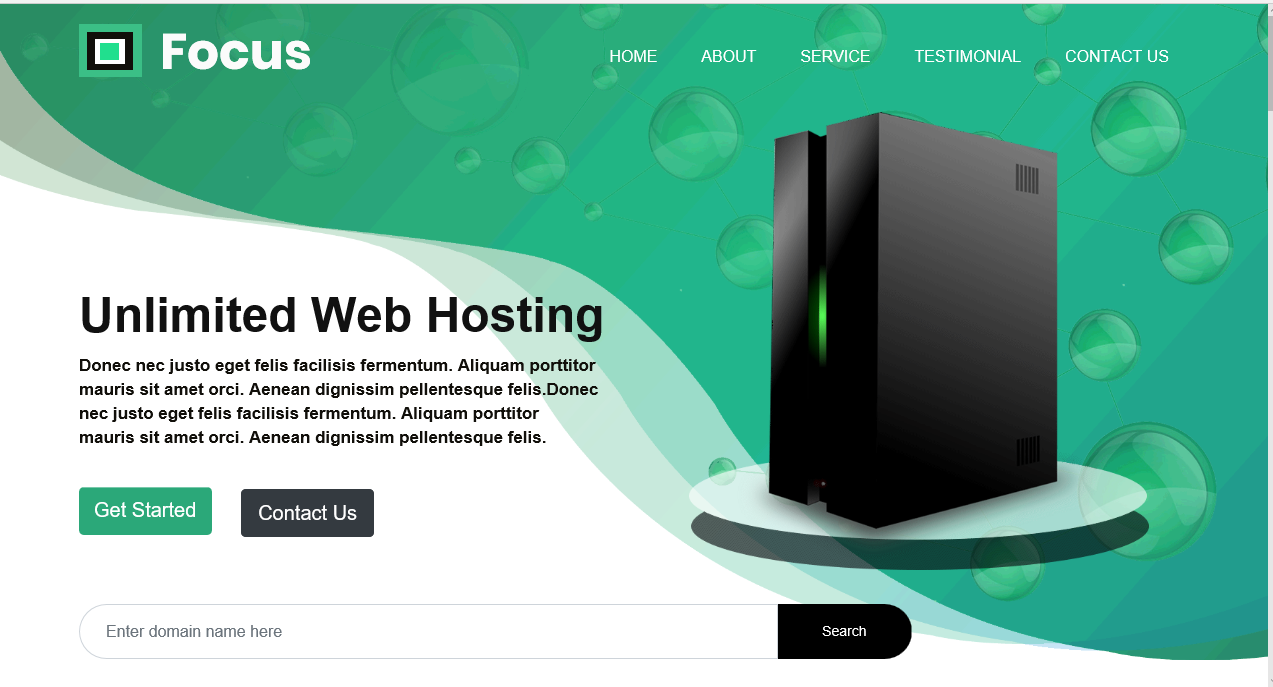 Focus
HOME ABOUT SERVICE TESTIMONIAL CONTACT US
Unlimited Web Hosting
Donec nec justo eget felis facilisis fermentum. Aliquam porttitor
mauris sit amet orci. Aenean dignissim pellentesque felis.Donec
nec justo eget felis facilisis fermentum. Aliquam porttitor
mauris sit amet orci. Aenean dignissim pellentesque felis.
Get Started Contact Us
Enter domain name here Search